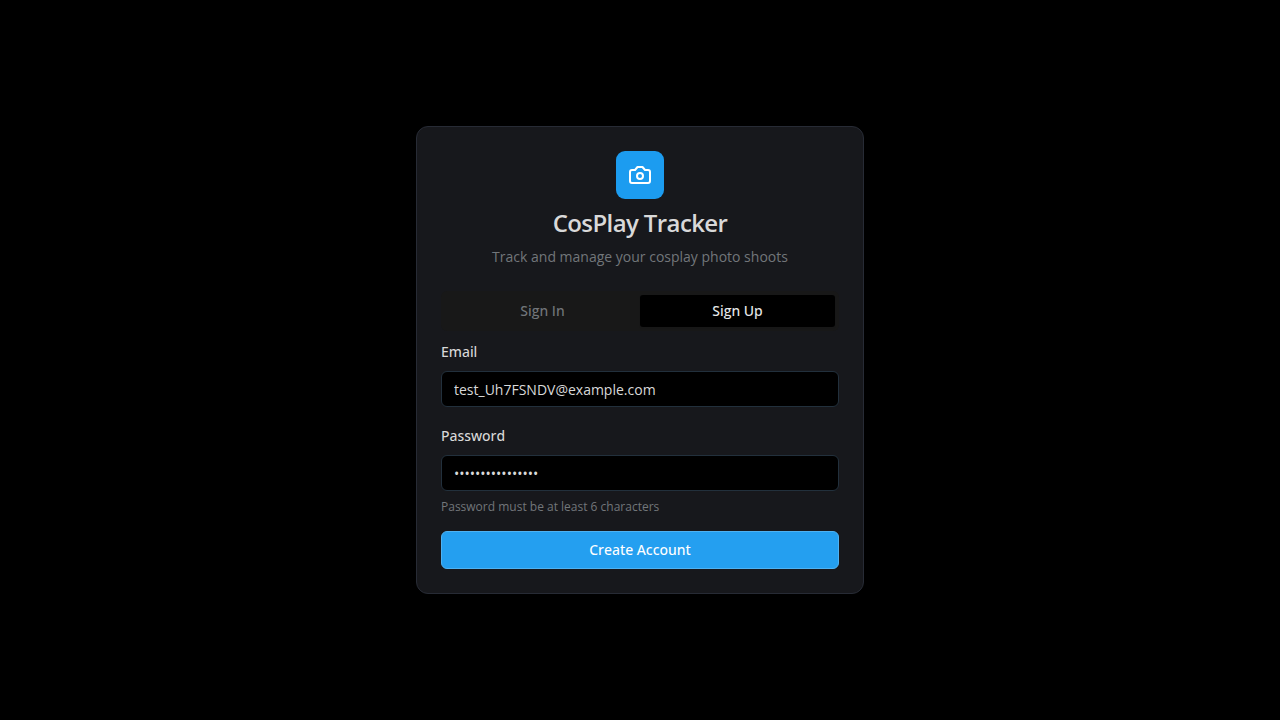 CosPlay Tracker
Track and manage your cosplay photo shoots
Sign In Sign Up
Email
test_Uh7FSNDV@example.com
Password
••••••••••••••••
Password must be at least 6 characters
Create Account